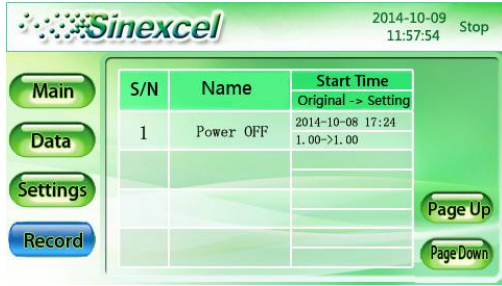 Sinexcel
2014-10-09
11:57:54
Stop
Main
Data
Settings
Record
S/N Name Start Time
Original -> Setting
1 Power OFF 2014-10-08 17:24
1.00->1.00
Page Up
Page Down